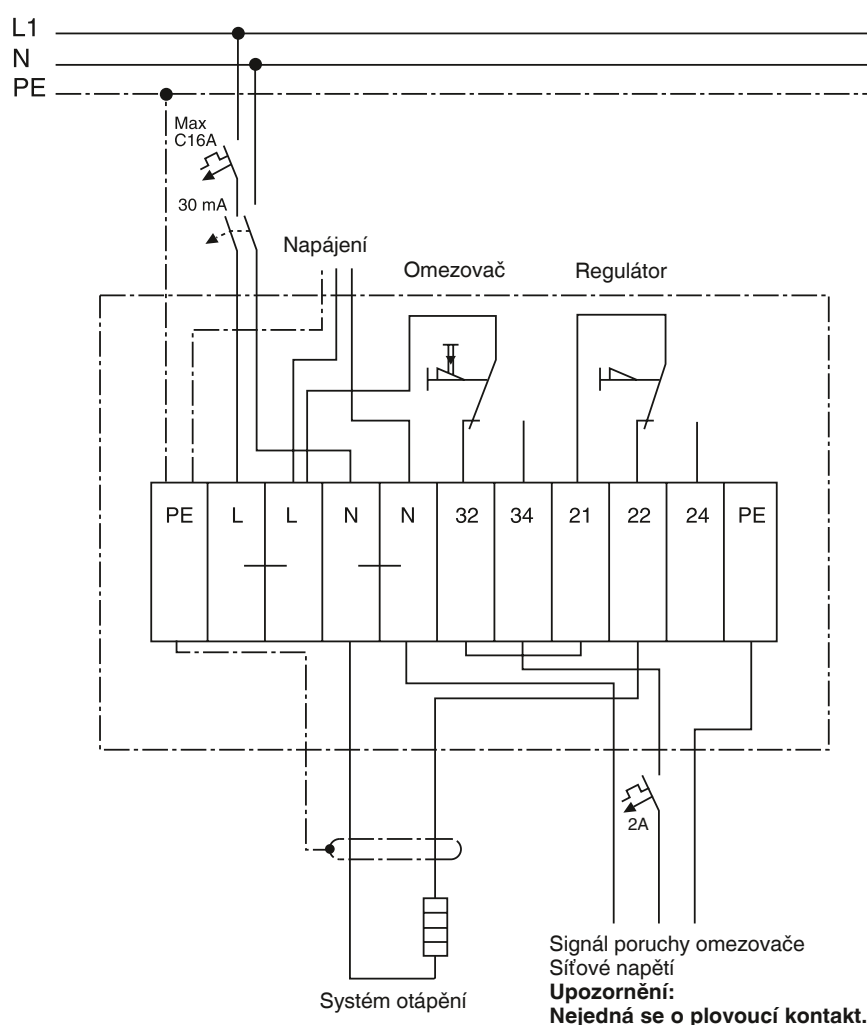 L1
N
PE
Max
C16A
30 mA
Napájení
Omezovač
Regulátor
PE L L N N 32 34 21 22 24 PE
2A
Signál poruchy omezovače
Síťové napětí
Upozornění:
Nejedná se o plovoucí kontakt.
Systém otápění